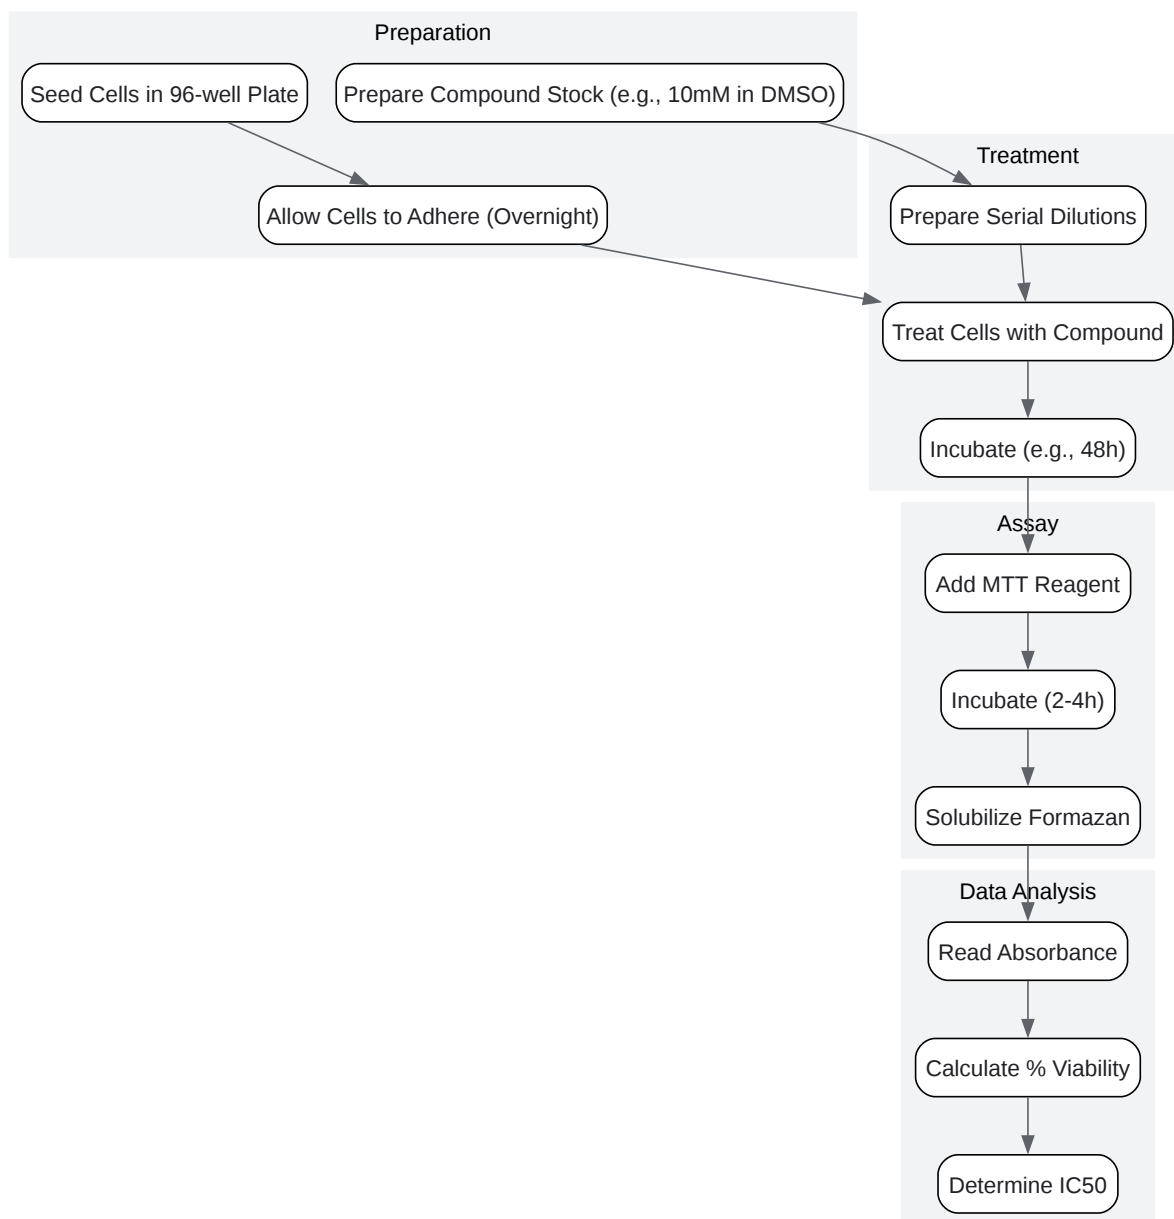 Preparation
Seed Cells in 96-well Plate
Prepare Compound Stock (e.g., 10mM in DMSO)
Allow Cells to Adhere (Overnight)
Treatment
Prepare Serial Dilutions
Treat Cells with Compound
Incubate (e.g., 48h)
Assay
Add MTT Reagent
Incubate (2-4h)
Solubilize Formazan
Data Analysis
Read Absorbance
Calculate % Viability
Determine IC50